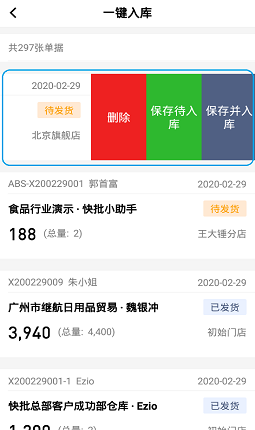 一键入库
共297张单据
2020-02-29
待发货
北京旗舰店
删除
保存待入
库
保存并入
库
ABS-X200229001 郭首富 2020-02-29
食品行业演示 · 快批小助手 待发货
188 (总量: 2) 王大锤分店
X200229009 朱小姐 2020-02-29
广州市继航日用品贸易 · 魏银冲 已发货
3,940 (总量: 4,400) 初始门店
X200229001-1 Ezio 2020-02-29
快批总部客户成功部仓库 · Ezio 已发货
初始门店